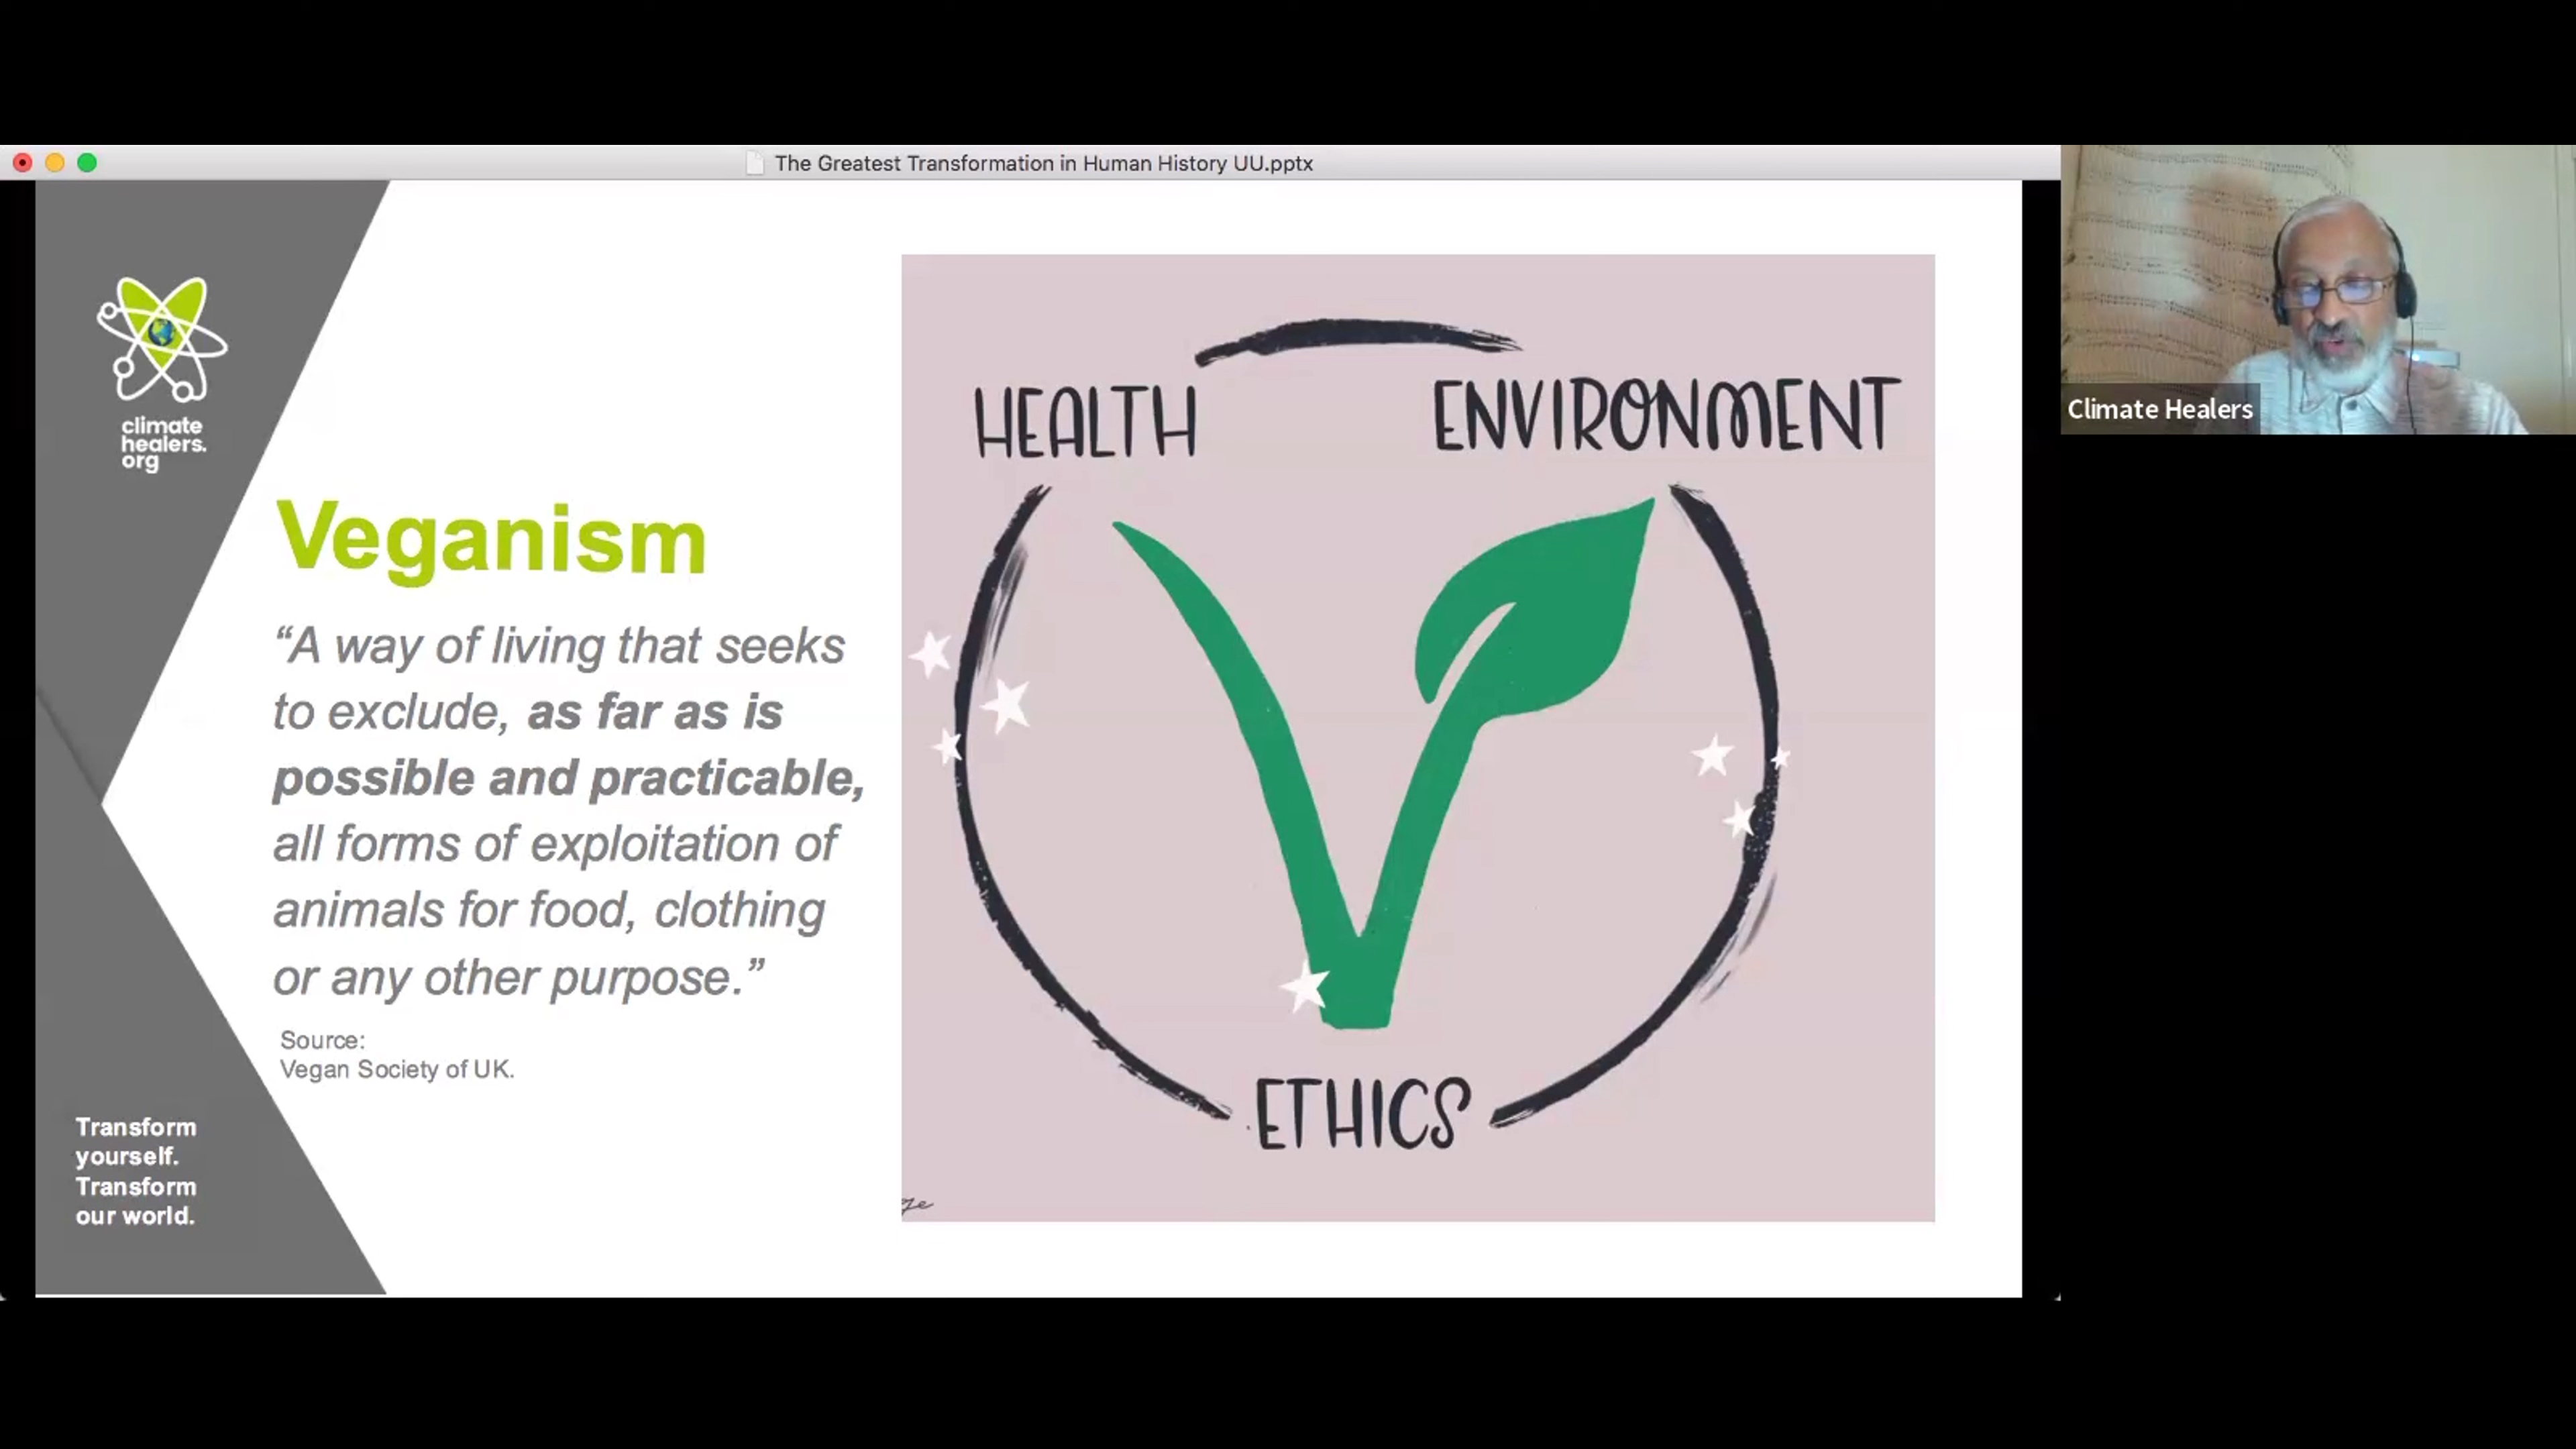 The Greatest Transformation in Human History UU.pptx
climate
healers.
org
Veganism
“A way of living that seeks
to exclude, as far as is
possible and practicable,
all forms of exploitation of
animals for food, clothing
or any other purpose.”
Source:
Vegan Society of UK.
Transform
yourself.
Transform
our world.
HEALTH
ENVIRONMENT
ETHICS
Climate Healers